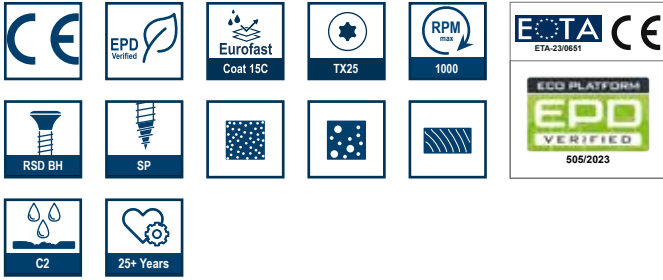 CE
EPD
Verified
Eurofast
Coat 15C
TX25
RPM
max
1000
EOTA CE
ETA-23/0651
ECO PLATFORM
EPD
VERIFIED
505/2023
RSD BH
SP
C2
25+ Years